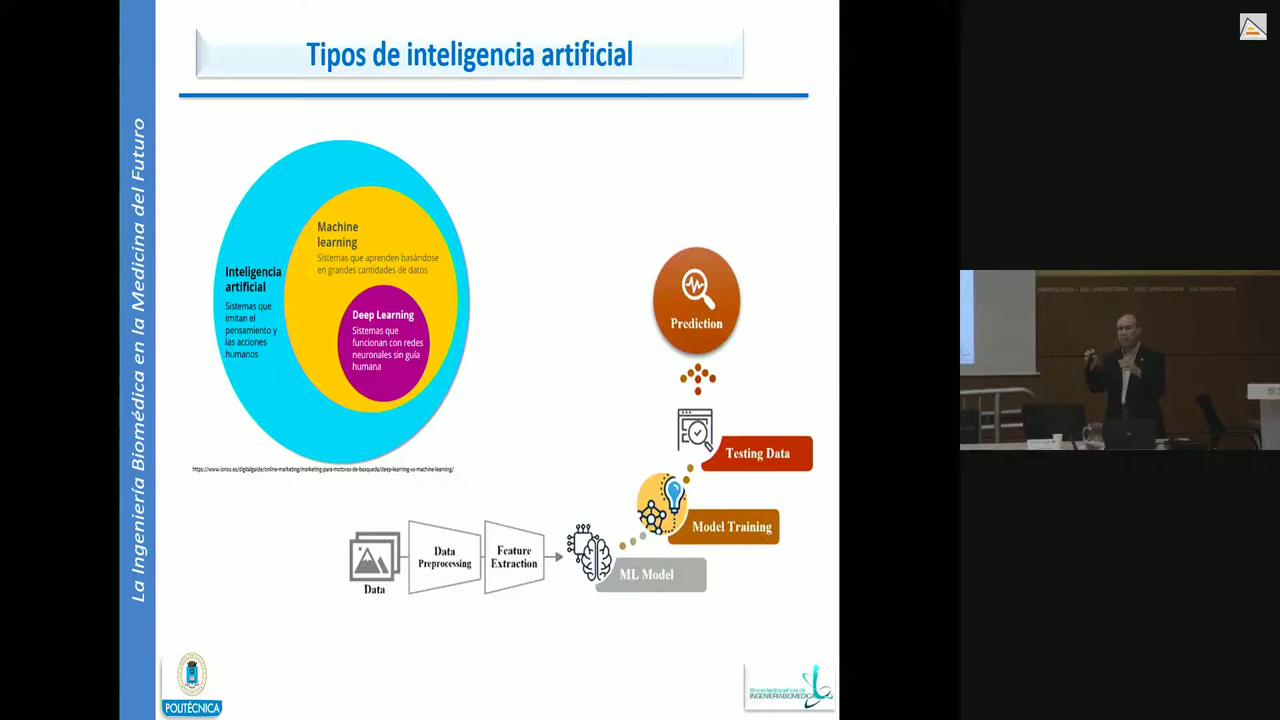 Tipos de inteligencia artificial
La Ingeniería Biomédica en la Medicina del Futuro
Machine
learning
Sistemas que aprenden basándose
en grandes cantidades de datos
Inteligencia
artificial
Sistemas que
imitan el
pensamiento y
las acciones
humanos
Deep Learning
Sistemas que
funcionan con redes
neuronales sin guía
humana
https://www.ionos.es/digitalguide/online-marketing/marketing-para-motores-de-busqueda/deep-learning-vs-machine-learning/
Prediction
Testing Data
Model Training
ML Model
Data
Preprocessing
Feature
Extraction
Data
POLITÉCNICA
INGENIERIABIOMEDICA